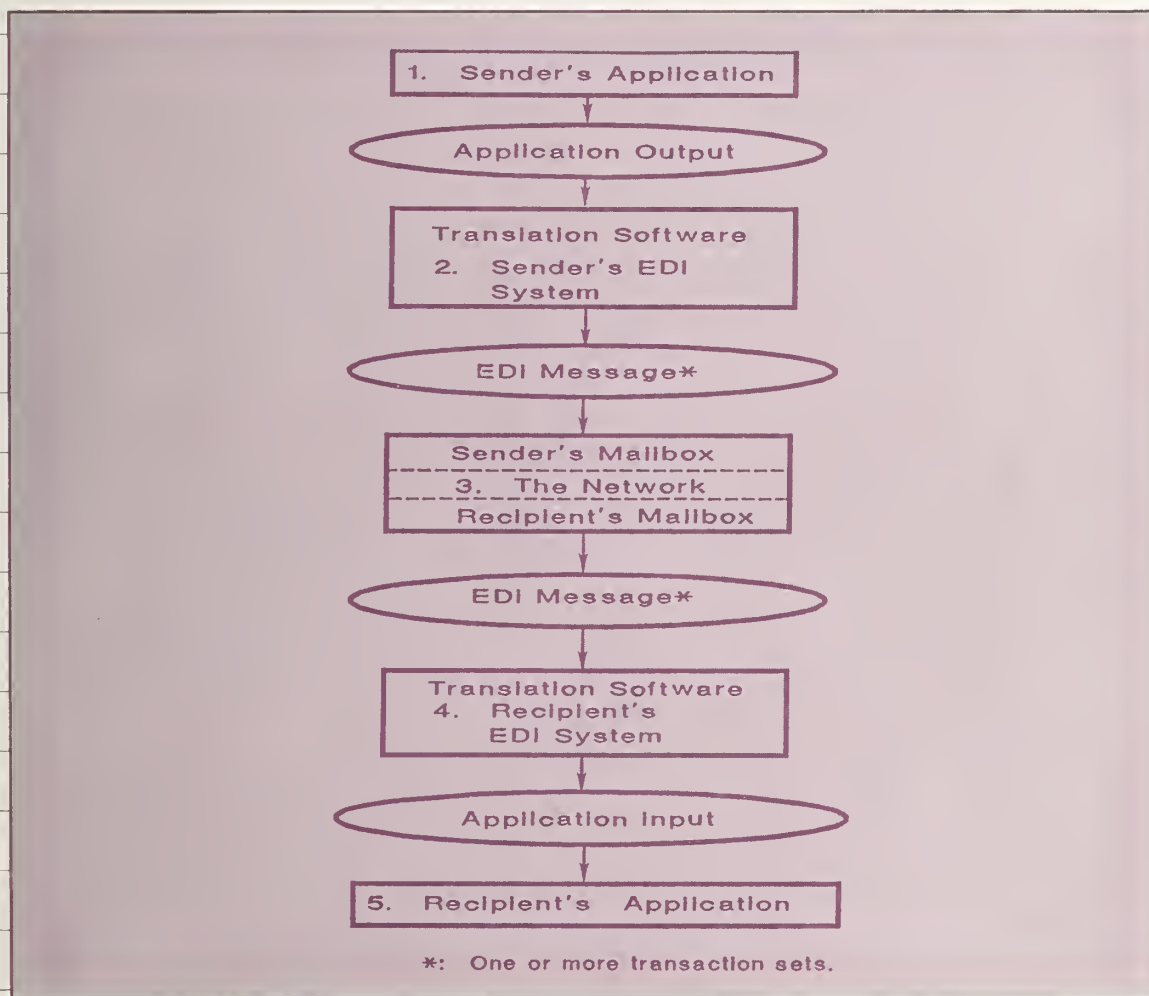 1. Sender's Application
Application Output
Translation Software
2. Sender's EDI
System
EDI Message*
Sender's Mailbox
3. The Network
Recipient's Mailbox
EDI Message*
Translation Software
4. Recipient's
EDI System
Application Input
5. Recipient's Application
*: One or more transaction sets.